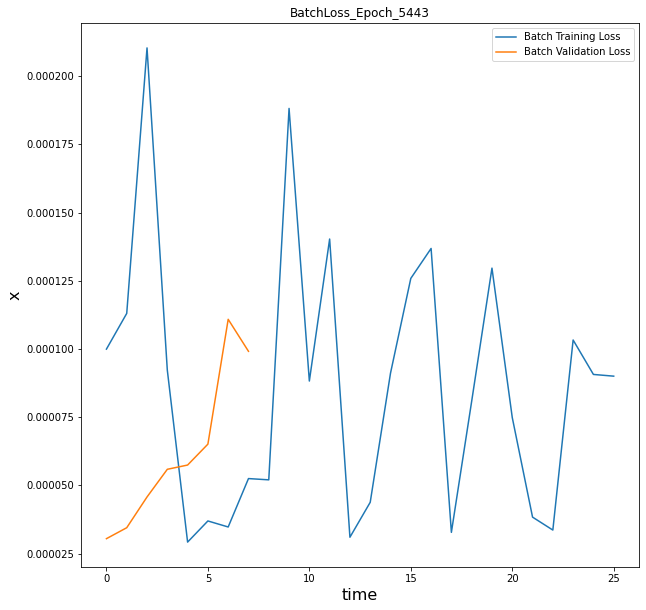 BatchLoss_Epoch_5443
Batch Training Loss
Batch Validation Loss
0.000200
0.000175
0.000150
0.000125
0.000100
0.000075
0.000050
0.000025
x
0 5 10 15 20 25
time